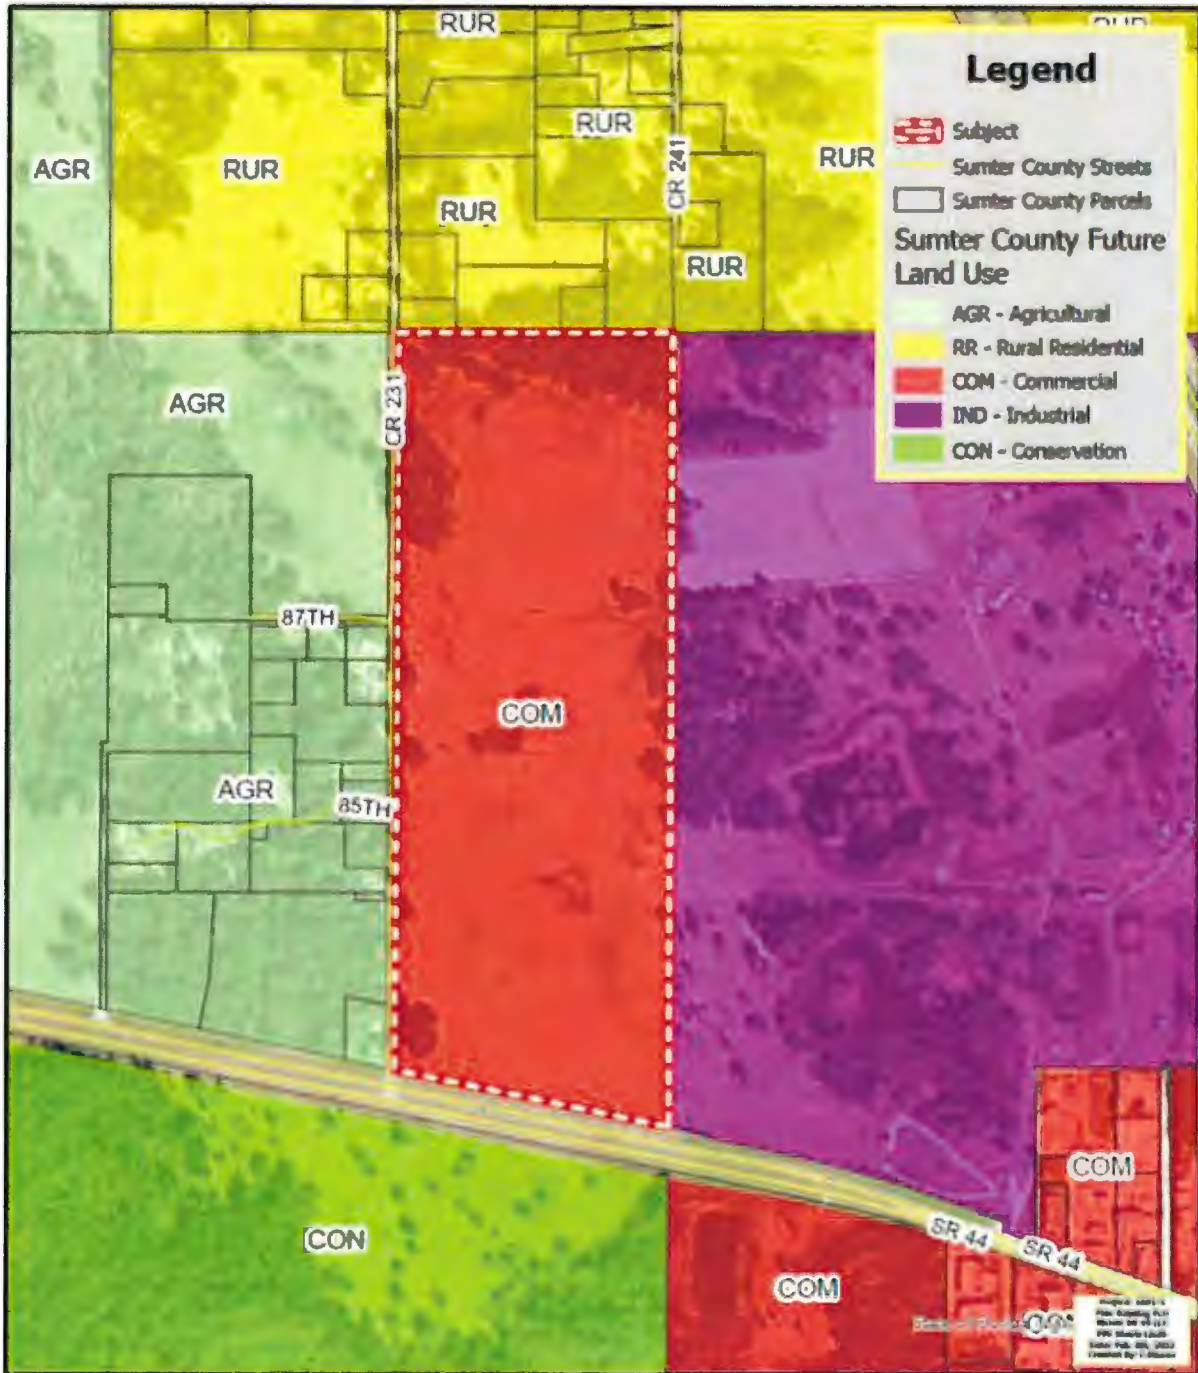 RUR
Legend
Subject
Sumter County Streets
Sumter County Parcels
Sumter County Future
Land Use
AGR - Agricultural
RR - Rural Residential
COM - Commercial
IND - Industrial
CON - Conservation
RUR
AGR
RUR
RUR
CR 241
RUR
RUR
RUR
AGR
CR 231
87TH
COM
AGR
85TH
COM
CON
SR 44
SR 44
COM